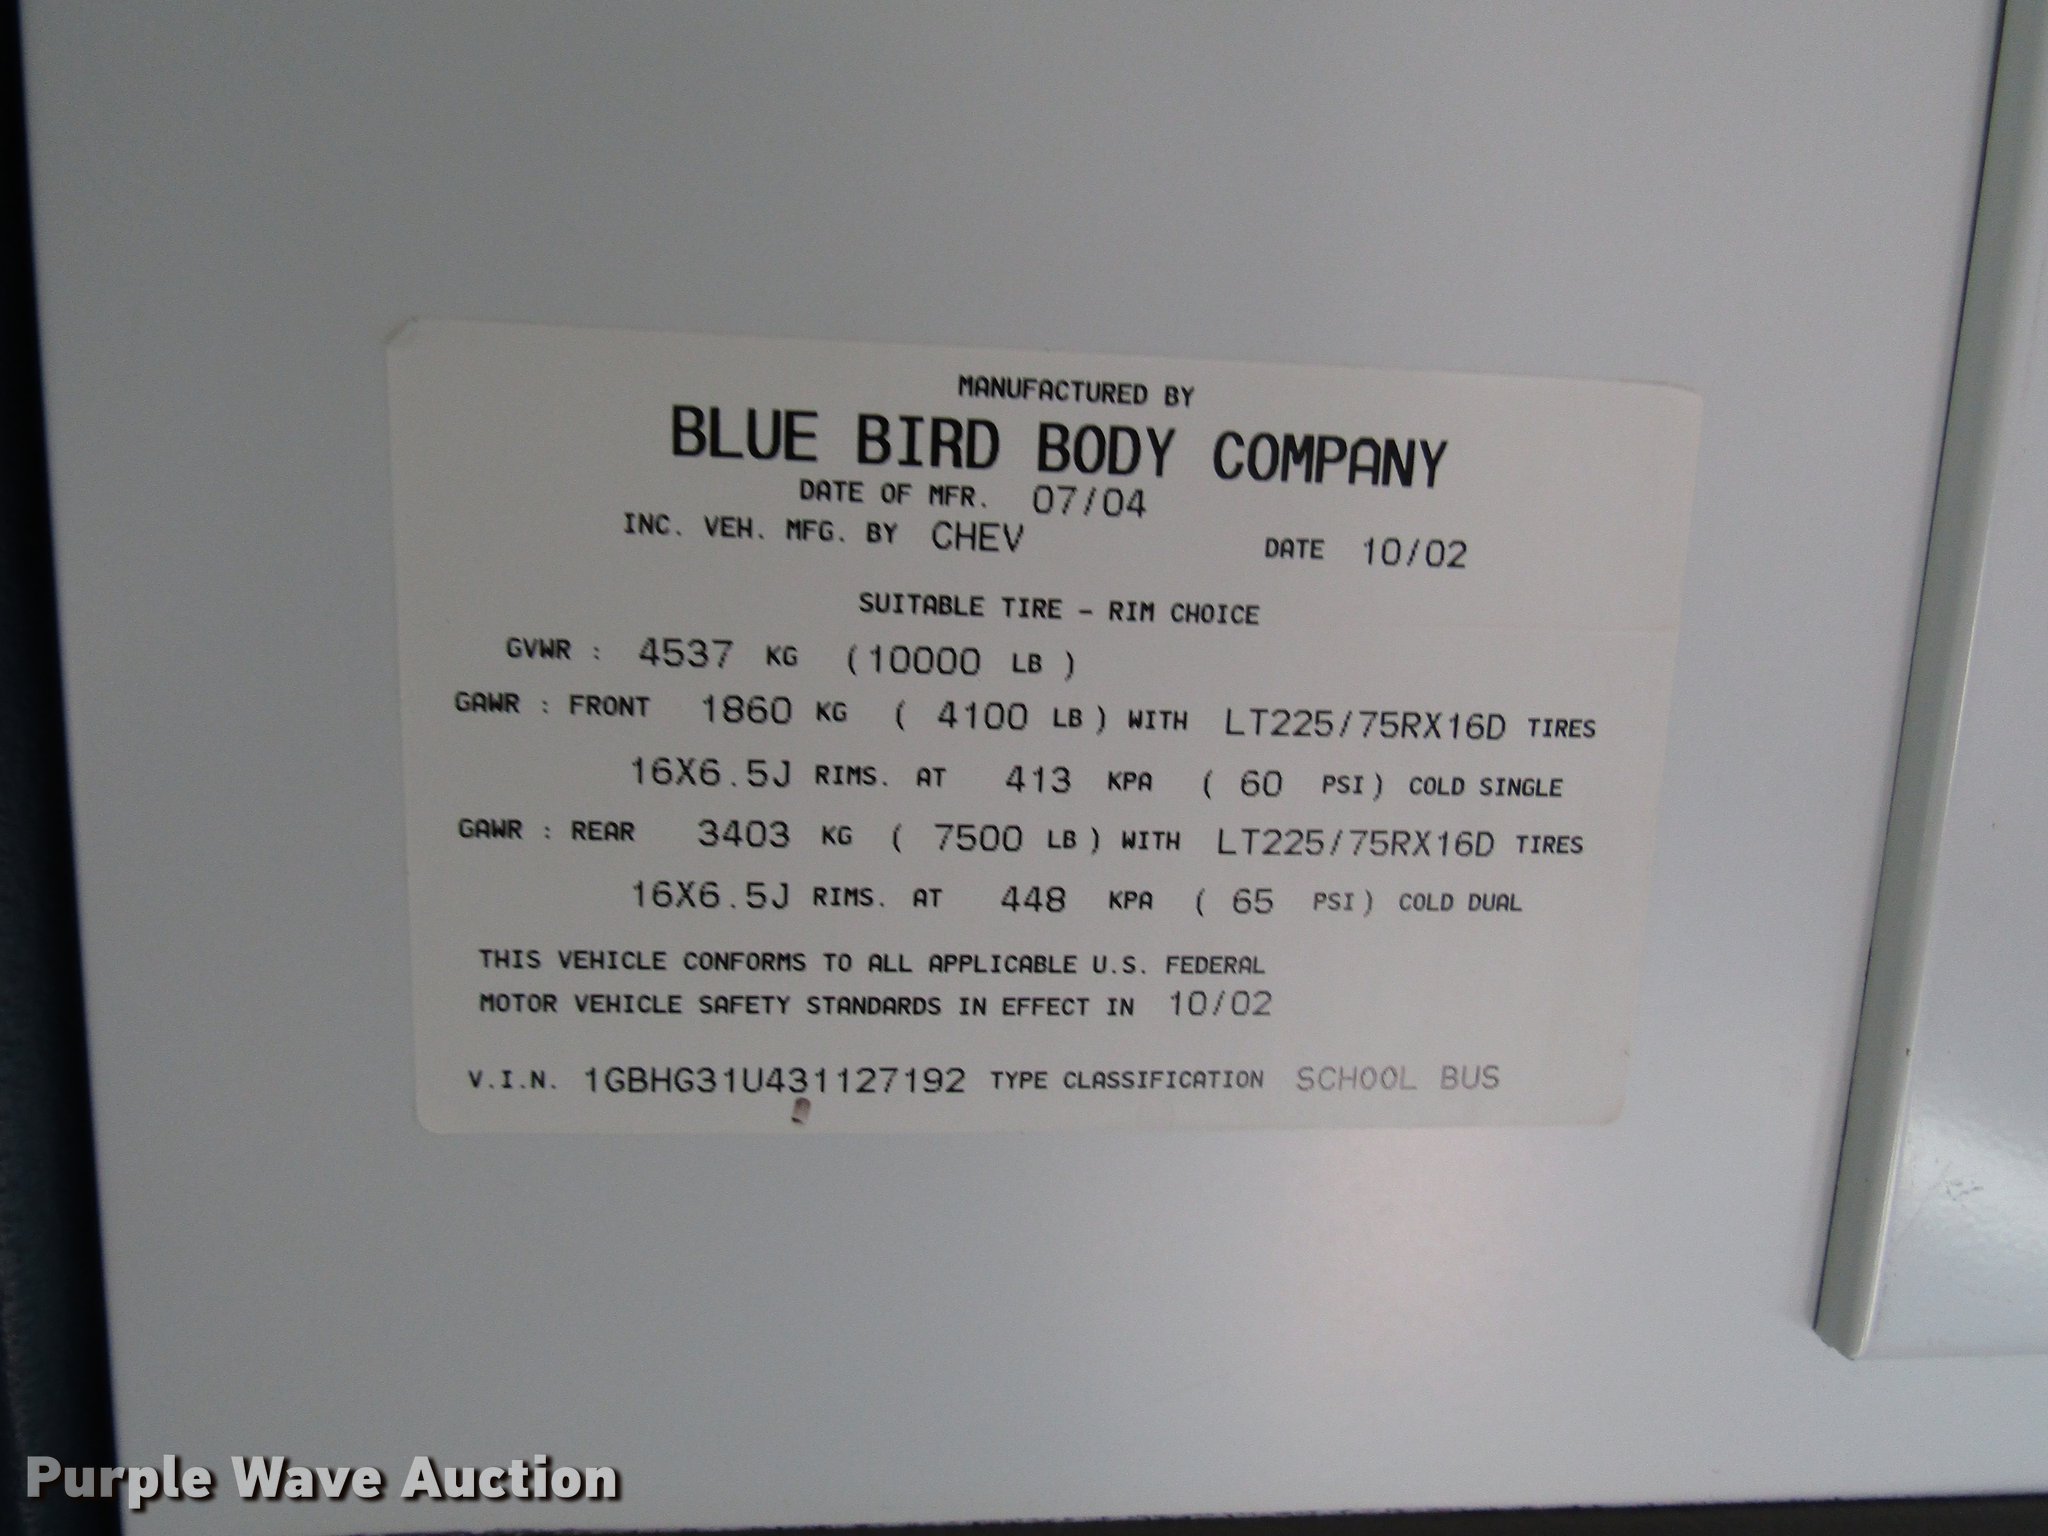 MANUFACTURED BY
BLUE BIRD BODY COMPANY
DATE OF MFR. 07/04
INC. VEH. MFG. BY CHEV DATE 10/02
SUITABLE TIRE - RIM CHOICE
GVWR : 4537 KG (10000 LB )
GAWR : FRONT 1860 KG ( 4100 LB ) WITH LT225/75RX16D TIRES
16X6.5J RIMS. AT 413 KPA ( 60 PSI ) COLD SINGLE
GAWR : REAR 3403 KG ( 7500 LB ) WITH LT225/75RX16D TIRES
16X6.5J RIMS. AT 448 KPA ( 65 PSI ) COLD DUAL
THIS VEHICLE CONFORMS TO ALL APPLICABLE U.S. FEDERAL
MOTOR VEHICLE SAFETY STANDARDS IN EFFECT IN 10/02
V.I.N. 1GBHG31U431127192 TYPE CLASSIFICATION SCHOOL BUS
Purple Wave Auction